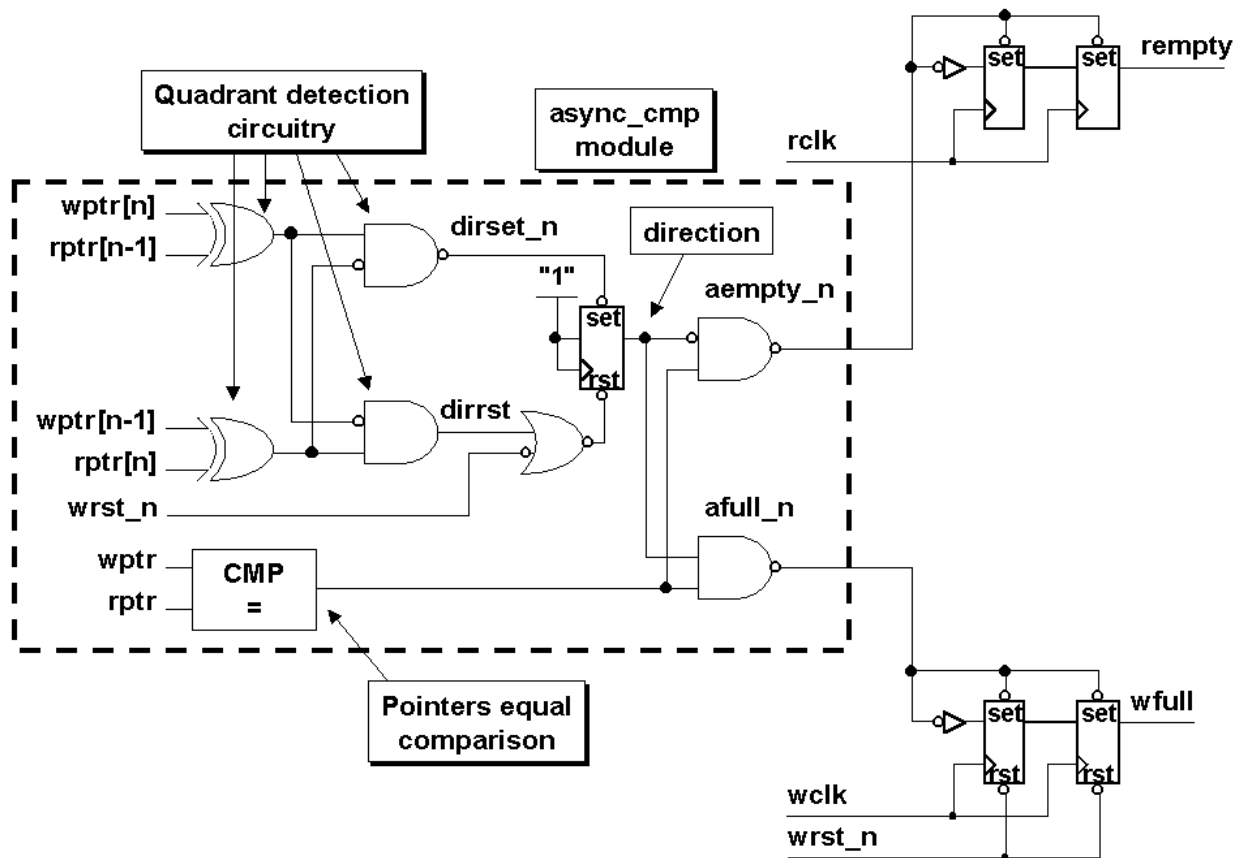 rempty
set
set
rclk
Quadrant detection
circuitry
async_cmp
module
wptr[n]
rptr[n-1]
dirset_n
direction
"1"
aempty_n
set
rst
wptr[n-1]
rptr[n]
dirrst
wrst_n
afull_n
wptr
rptr
CMP
=
Pointers equal
comparison
set
set
wfull
rst
rst
wclk
wrst_n